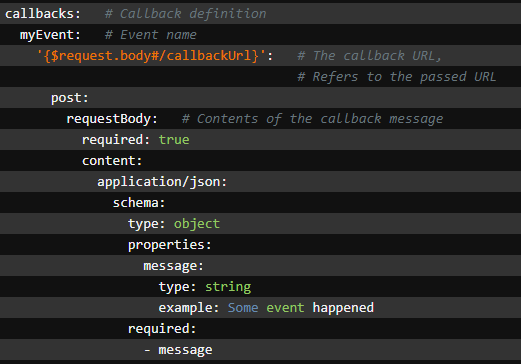 callbacks:   # Callback definition
  myEvent:   # Event name
    '{$request.body#/callbackUrl}':   # The callback URL,
                                      # Refers to the passed URL
      post:
        requestBody:   # Contents of the callback message
          required: true
          content:
            application/json:
              schema:
                type: object
                properties:
                  message:
                    type: string
                    example: Some event happened
                required:
                  - message